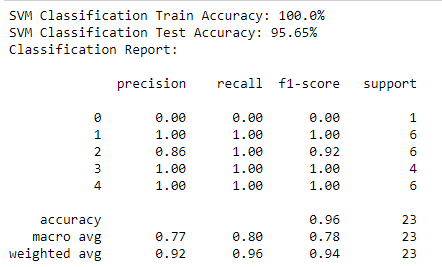 SVM Classification Train Accuracy: 100.0%
SVM Classification Test Accuracy: 95.65%
Classification Report:
precision recall f1-score support
0 0.00 0.00 0.00 1
1 1.00 1.00 1.00 6
2 0.86 1.00 0.92 6
3 1.00 1.00 1.00 4
4 1.00 1.00 1.00 6
accuracy 0.96 23
macro avg 0.77 0.80 0.78 23
weighted avg 0.92 0.96 0.94 23